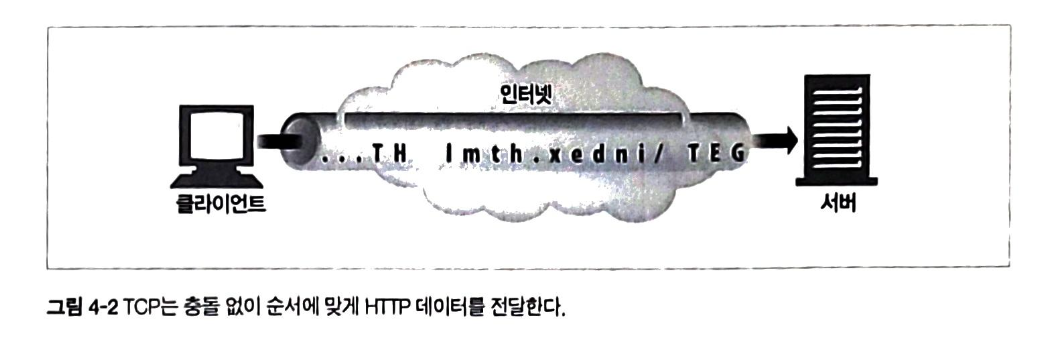 인터넷
...TH lmth.xedni/ TEG
클라이언트
서버
그림 4-2 TCP는 충돌 없이 순서에 맞게 HTTP 데이터를 전달한다.